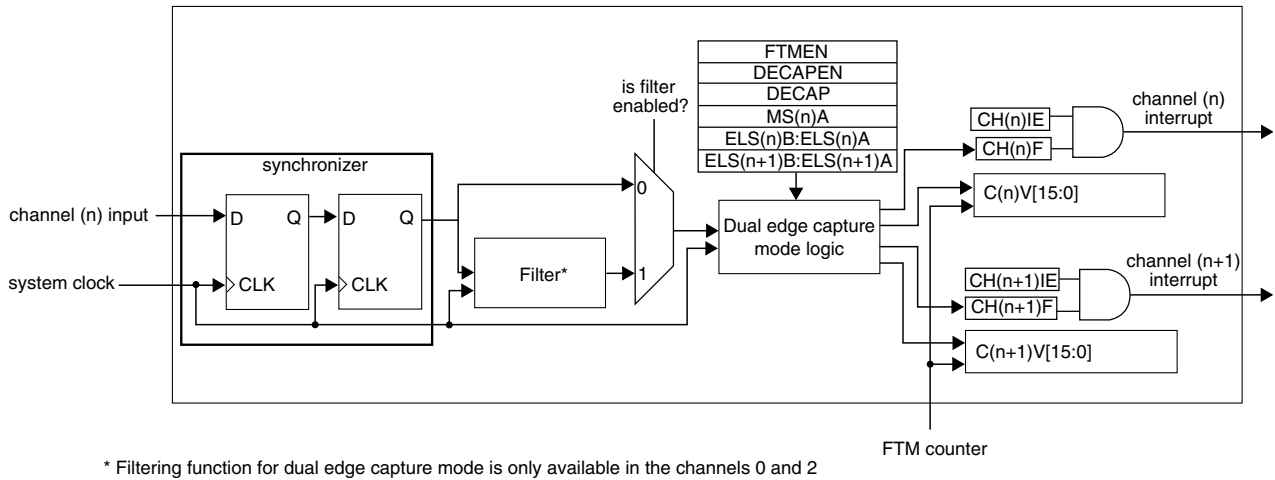 FTMEN
DECAPEN
DECAP
MS(n)A
ELS(n)B:ELS(n)A
ELS(n+1)B:ELS(n+1)A
is filter
enabled?
synchronizer
channel (n) input
D Q
D Q
system clock
CLK
CLK
Filter*
0
1
Dual edge capture
mode logic
CH(n)IE
CH(n)F
channel (n)
interrupt
C(n)V[15:0]
CH(n+1)IE
CH(n+1)F
channel (n+1)
interrupt
C(n+1)V[15:0]
FTM counter
* Filtering function for dual edge capture mode is only available in the channels 0 and 2